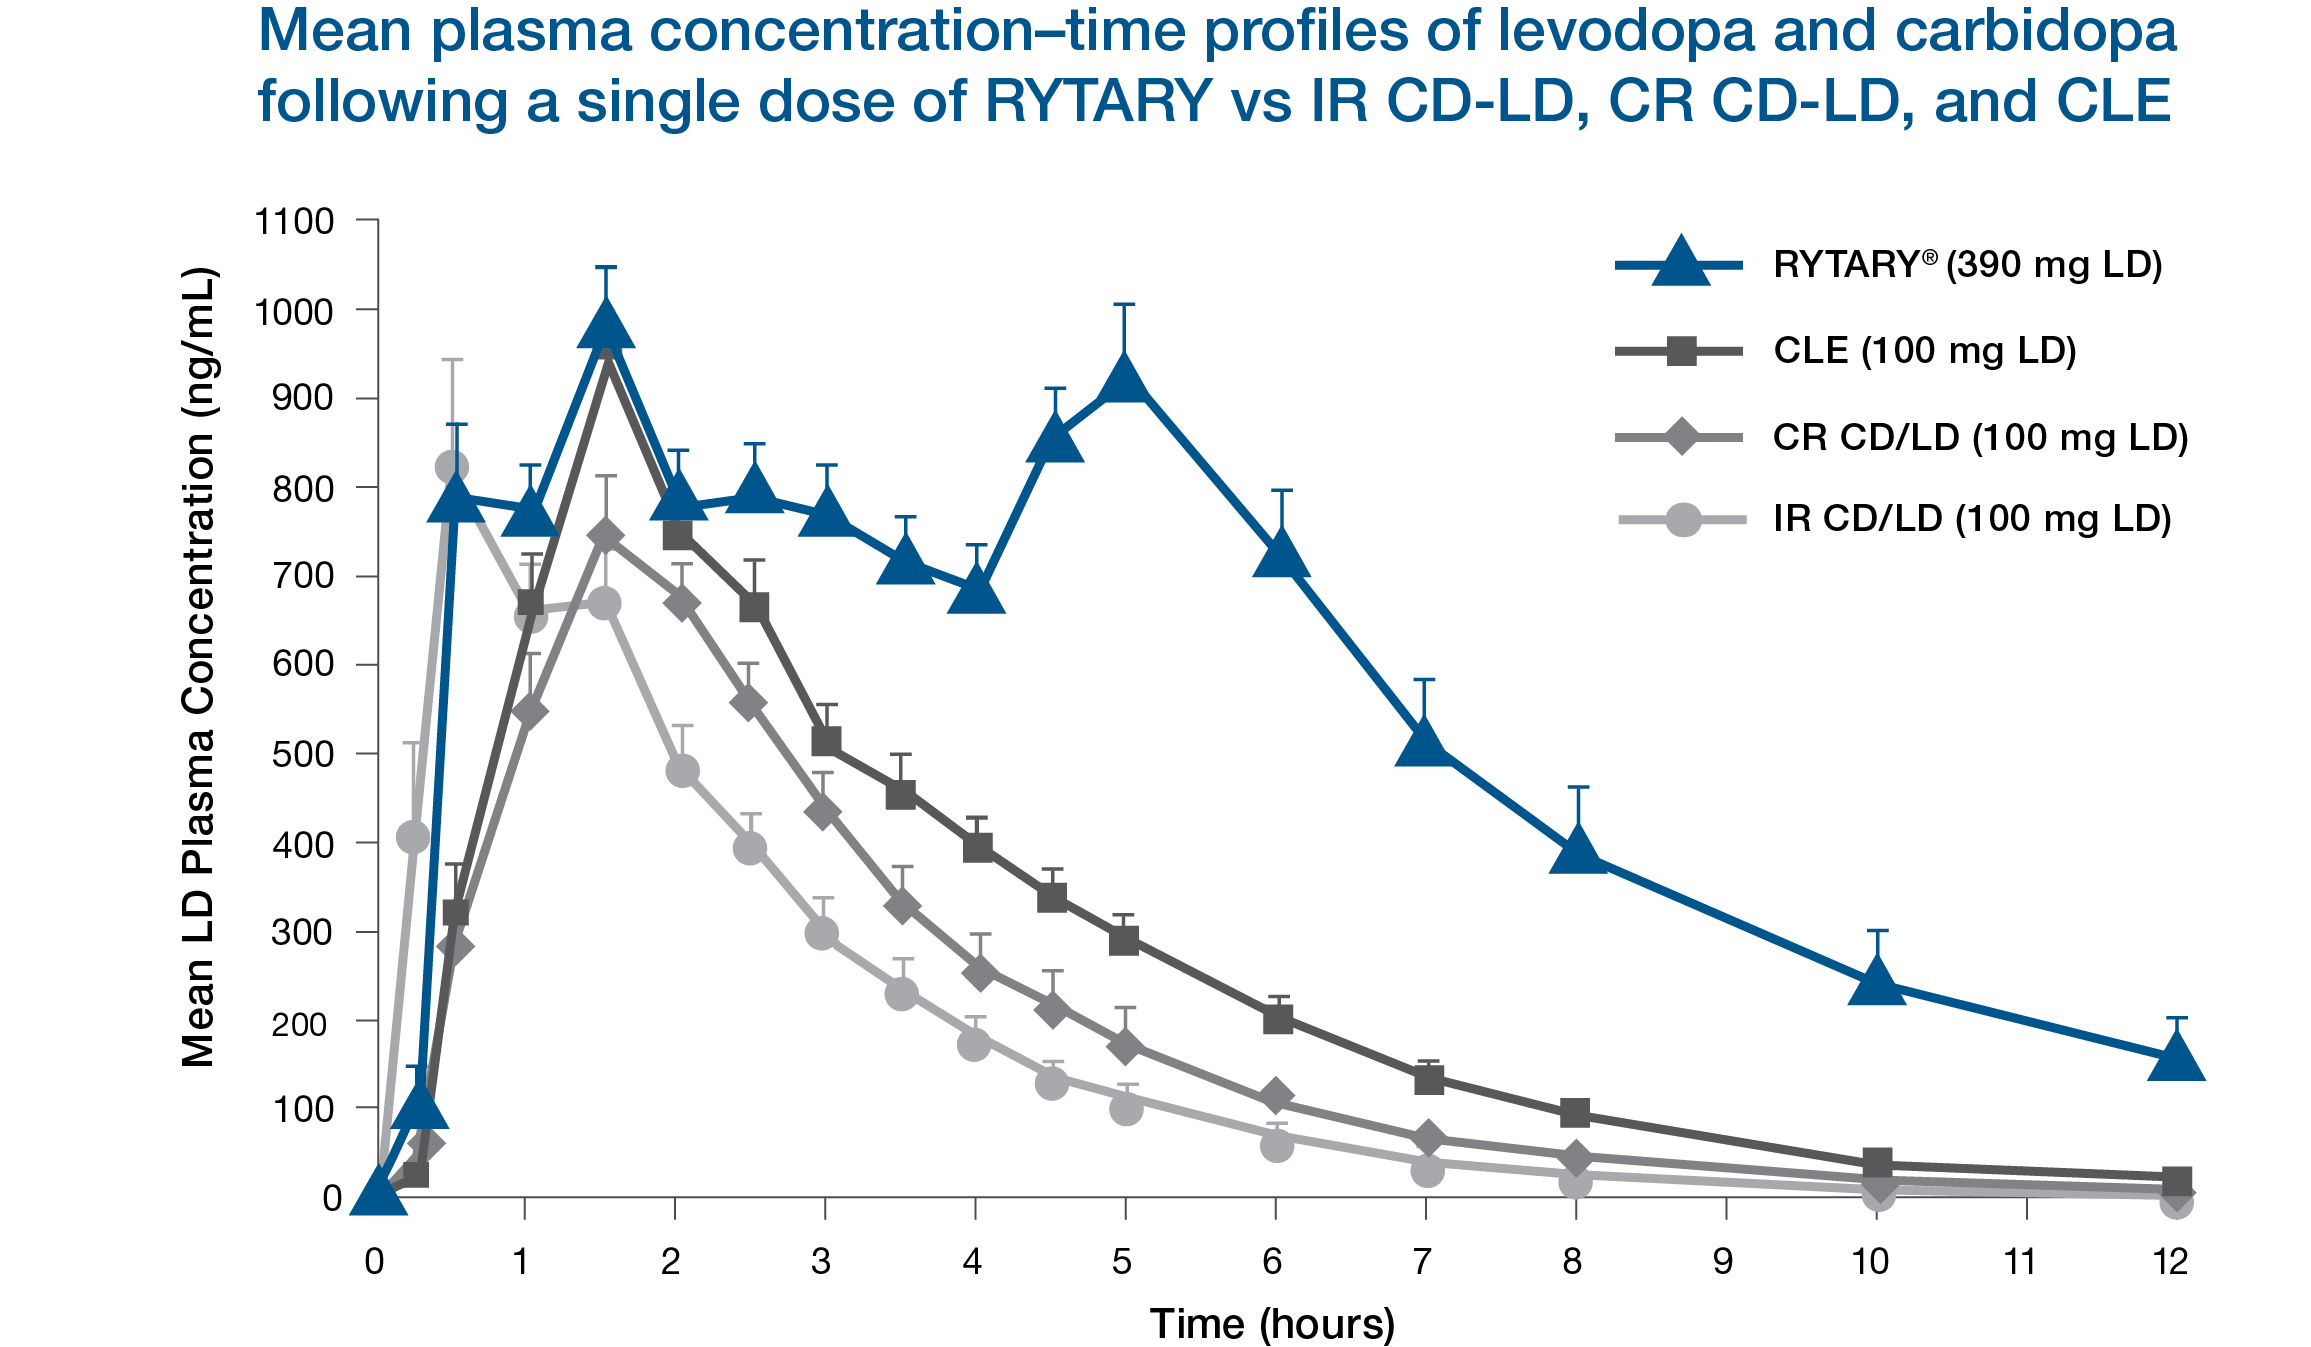 Mean plasma concentration–time profiles of levodopa and carbidopa
following a single dose of RYTARY vs IR CD-LD, CR CD-LD, and CLE
Mean LD Plasma Concentration (ng/mL)
1100
1000
900
800
700
600
500
400
300
200
100
0
RYTARY® (390 mg LD)
CLE (100 mg LD)
CR CD/LD (100 mg LD)
IR CD/LD (100 mg LD)
0 1 2 3 4 5 6 7 8 9 10 11 12
Time (hours)